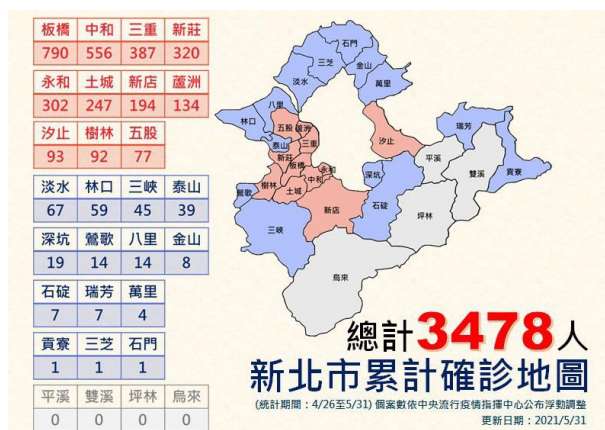 板橋 中和 三重 新莊
790 556 387 320
永和 土城 新店 蘆洲
302 247 194 134
汐止 樹林 五股
93 92 77
淡水 林口 三峽 泰山
67 59 45 39
深坑 鶯歌 八里 金山
19 14 14 8
石碇 瑞芳 萬里
7 7 4
貢寮 三芝 石門
1 1 1
平溪 雙溪 坪林 烏來
0 0 0 0
石門
三芝
金山
淡水
萬里
八里
林口
五股
蘆洲
瑞芳
三重
汐止
泰山
平溪
新莊
板橋
永和
深坑
雙溪
貢寮
中和
樹林
鶯歌
土城
新店
石碇
坪林
三峽
烏來
總計3478人
新北市累計確診地圖
(統計期間：4/26至5/31) 個案數依中央流行疫情指揮中心公布浮動調整
更新日期：2021/5/31